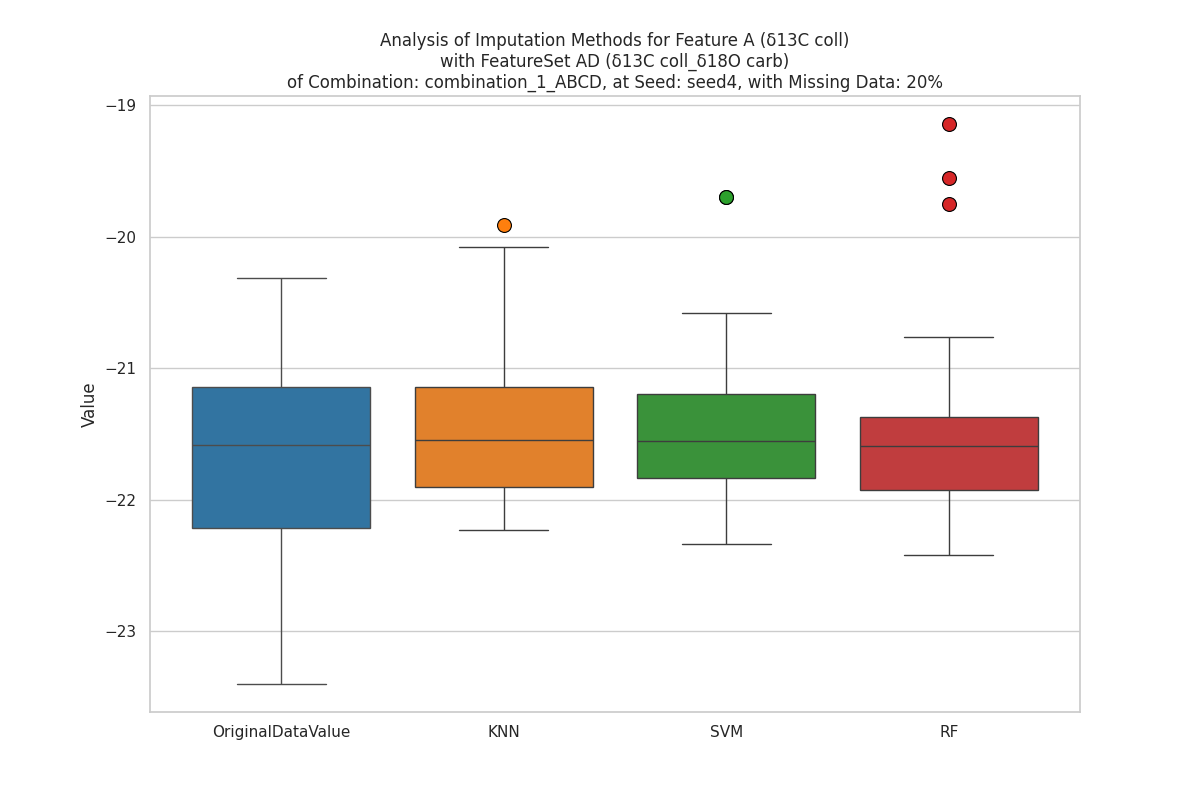 Analysis of Imputation Methods for Feature A (δ13C coll)
with FeatureSet AD (δ13C coll_δ18O carb)
of Combination: combination_1_ABCD, at Seed: seed4, with Missing Data: 20%
−19
−20
−21
−22
−23
Value
OriginalDataValue
KNN
SVM
RF